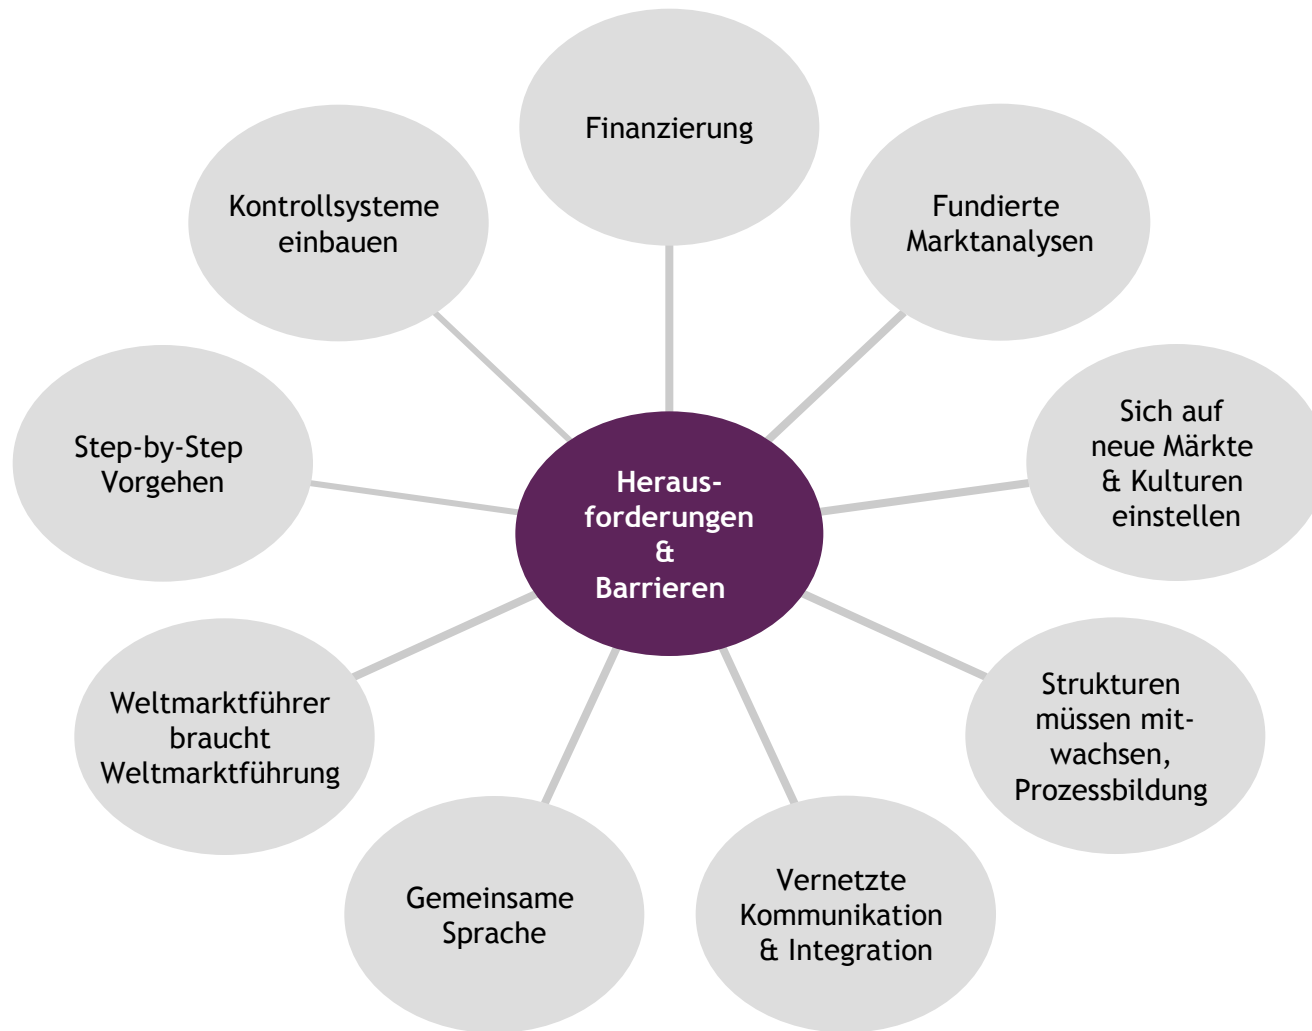 Finanzierung
Kontrollsysteme
einbauen
Fundierte
Marktanalysen
Step-by-Step
Vorgehen
Sich auf
neue Märkte
& Kulturen
einstellen
Heraus-
forderungen
&
Barrieren
Weltmarktführer
braucht
Weltmarktführung
Strukturen
müssen mit-
wachsen,
Prozessbildung
Gemeinsame
Sprache
Vernetzte
Kommunikation
& Integration